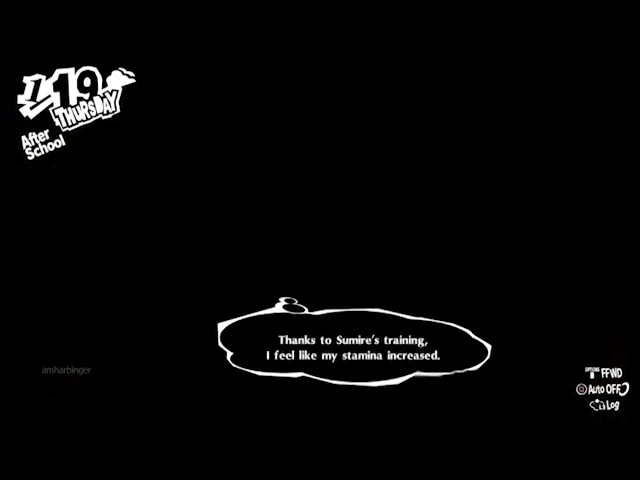 1/19
THURSDAY
After
School
Thanks to Sumire's training,
I feel like my stamina increased.
amharbinger
OPTIONS FFWD
Auto OFF
Log